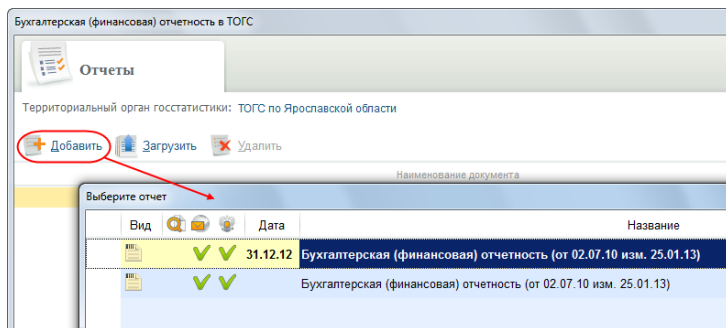 Бухгалтерская (финансовая) отчетность в ТОГС
Отчеты
Территориальный орган госстатистики: ТОГС по Ярославской области
Добавить Загрузить Удалить
Наименование документа
Выберите отчет
Вид Дата Название
31.12.12 Бухгалтерская (финансовая) отчетность (от 02.07.10 изм. 25.01.13)
Бухгалтерская (финансовая) отчетность (от 02.07.10 изм. 25.01.13)